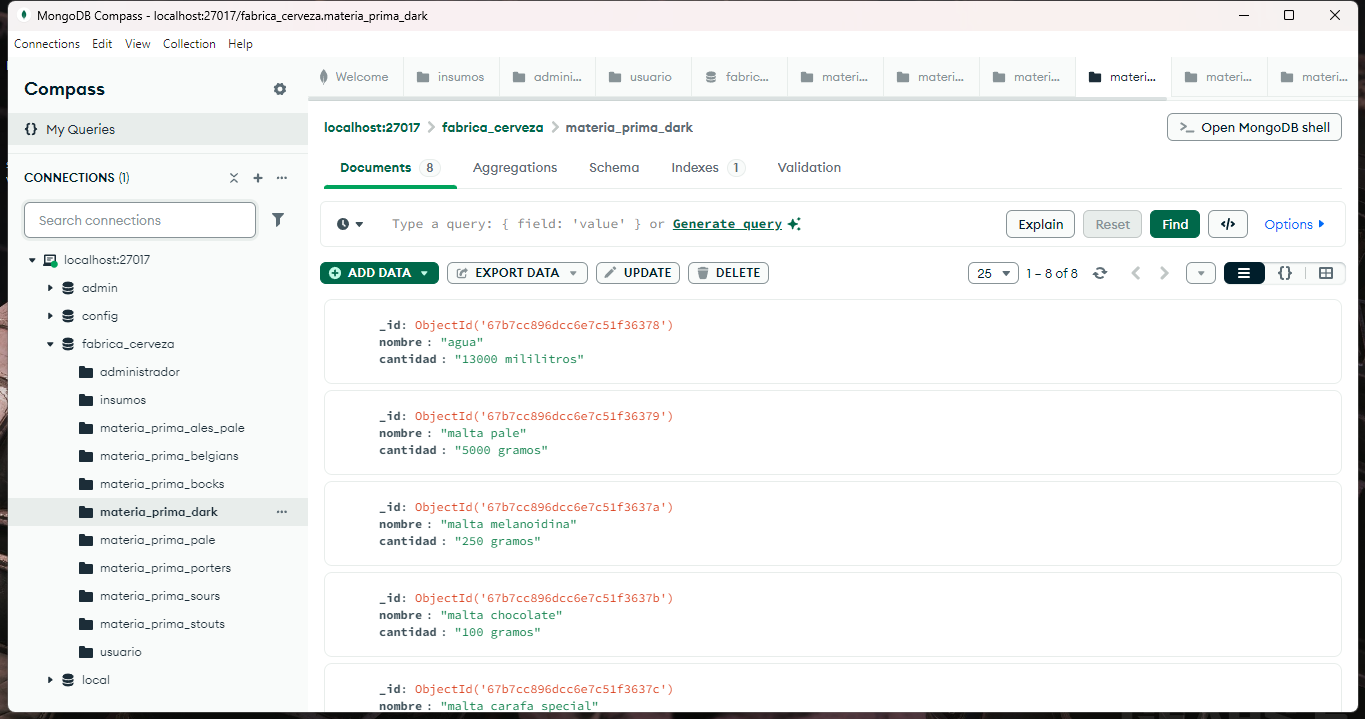 MongoDB Compass - localhost:27017/fabrica_cerveza.materia_prima_dark
Connections Edit View Collection Help
Compass
My Queries
CONNECTIONS (1)
Search connections
localhost:27017
admin
config
fabrica_cerveza
administrador
insumos
materia_prima_ales_pale
materia_prima_belgians
materia_prima_bocks
materia_prima_dark
materia_prima_pale
materia_prima_porters
materia_prima_sours
materia_prima_stouts
usuario
local
Welcome insumos admini... usuario fabric... materi... materi... materi... materi... materi... materi...
localhost:27017 > fabrica_cerveza > materia_prima_dark
>_ Open MongoDB shell
Documents 8 Aggregations Schema Indexes 1 Validation
Type a query: { field: 'value' } or Generate query
Explain Reset Find </> Options
ADD DATA EXPORT DATA UPDATE DELETE
25 1 – 8 of 8 {}
_id: ObjectId('67b7cc896dcc6e7c51f36378')
nombre : "agua"
cantidad : "13000 mililitros"
_id: ObjectId('67b7cc896dcc6e7c51f36379')
nombre : "malta pale"
cantidad : "5000 gramos"
_id: ObjectId('67b7cc896dcc6e7c51f3637a')
nombre : "malta melanoidina"
cantidad : "250 gramos"
_id: ObjectId('67b7cc896dcc6e7c51f3637b')
nombre : "malta chocolate"
cantidad : "100 gramos"
_id: ObjectId('67b7cc896dcc6e7c51f3637c')
nombre : "malta carafa special"